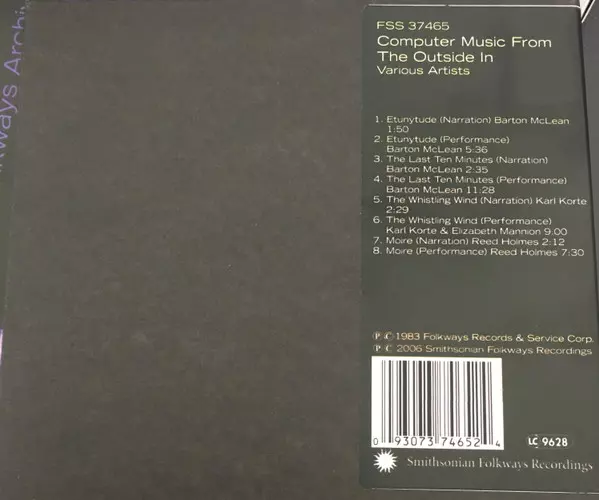 kways Archi
FSS 37465
Computer Music From
The Outside In
Various Artists
1. Etunytude (Narration) Barton McLean
1:50
2. Etunytude (Performance)
Barton McLean 5:36
3. The Last Ten Minutes (Narration)
Barton McLean 2:35
4. The Last Ten Minutes (Performance)
Barton McLean 11:28
5. The Whistling Wind (Narration) Karl Korte
2:29
6. The Whistling Wind (Performance)
Karl Korte & Elizabeth Mannion 9:00
7. Moire (Narration) Reed Holmes 2:12
8. Moire (Performance) Reed Holmes 7:30
Ⓟ Ⓒ 1983 Folkways Records & Service Corp.
Ⓟ Ⓒ 2006 Smithsonian Folkways Recordings
0 93073 74652 4
LC 9628
Smithsonian Folkways Recordings